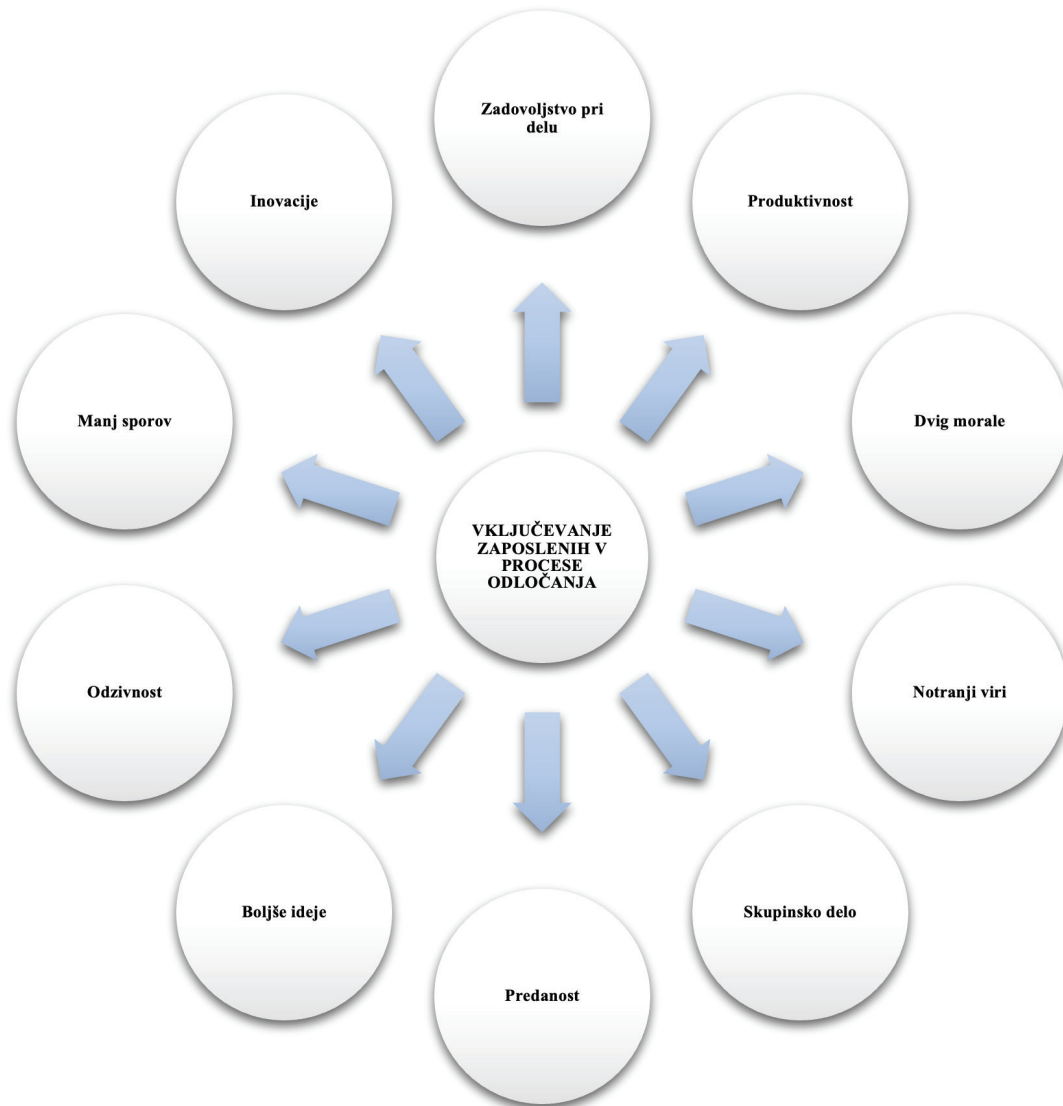 Zadovoljstvo pri
delu
Produktivnost
Dvig morale
Notranji viri
Skupinsko delo
Predanost
Boljše ideje
Odzivnost
Manj sporov
Inovacije
VKLJUČEVANJE
ZAPOSLENIH V
PROCESE
ODLOČANJA